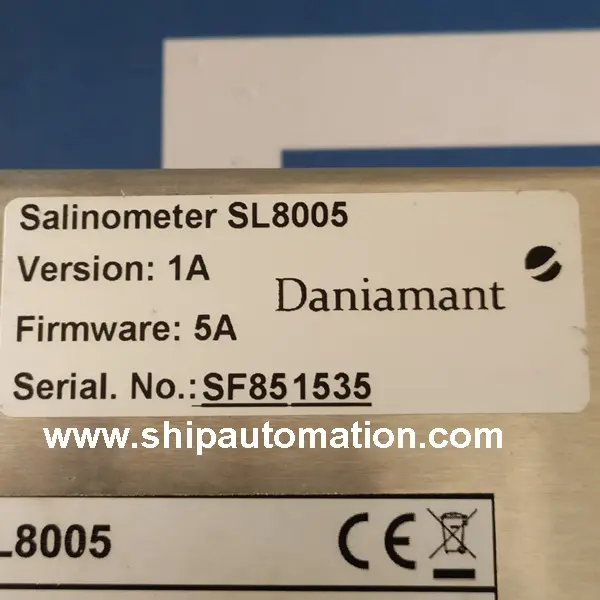 Salinometer SL8005
Version: 1A
Daniamant
Firmware: 5A
Serial. No.: SF851535
www.shipautomation.com
L8005
CE